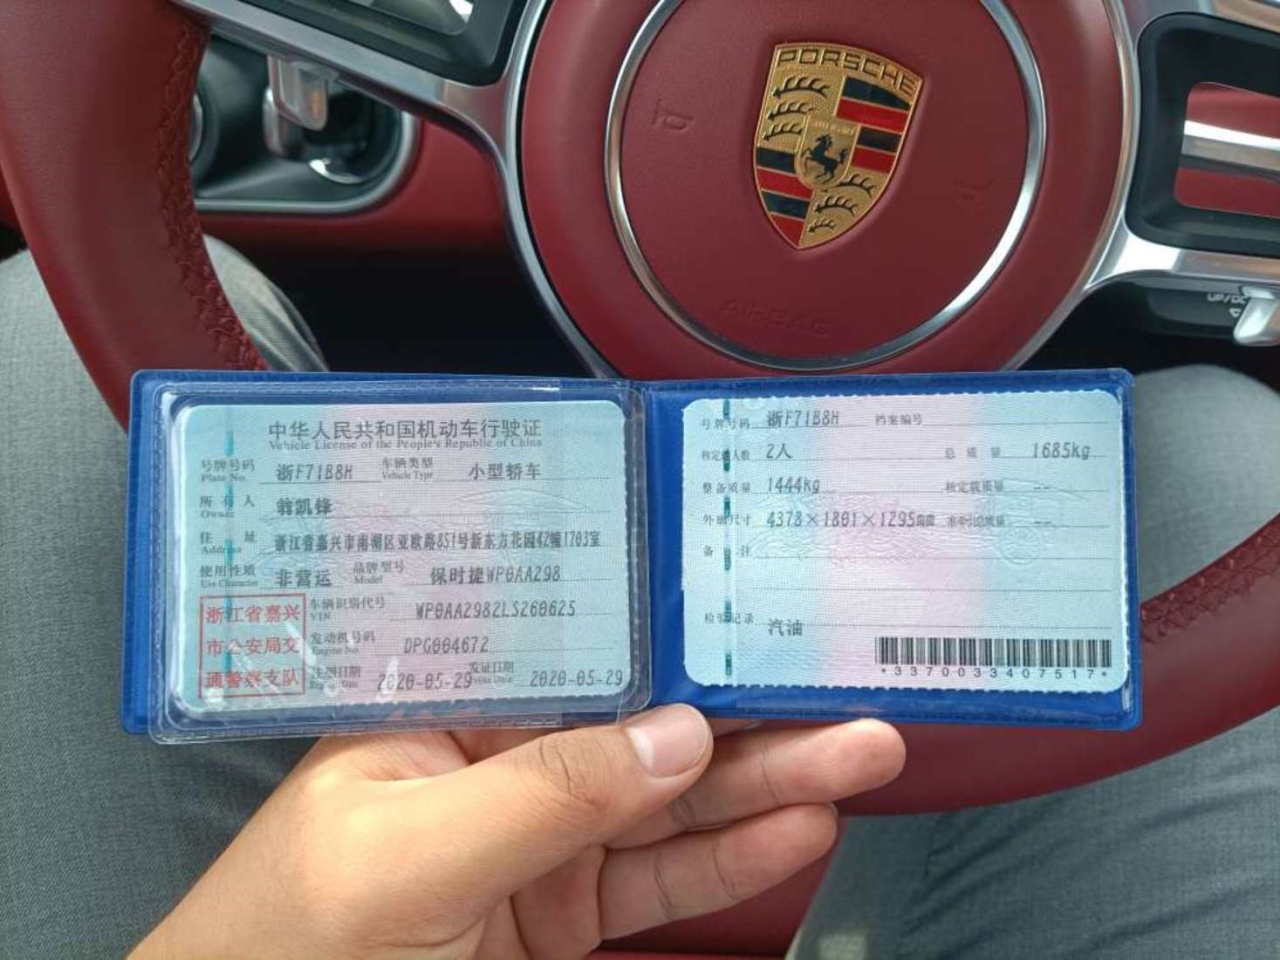 PORSCHE
AIRBAG
中华人民共和国机动车行驶证
Vehicle License of the People's Republic of China
号牌号码 浙F71B8H 车辆类型 小型轿车
Plate No. Vehicle Type
所有人 翁凯锋
Owner
住址 浙江省嘉兴市南湖区亚欧路851号新东方花园42幢1703室
Address
使用性质 非营运 品牌型号 保时捷WP0AA298
Use Character Model
浙江省嘉兴
市公安局交
通警察支队
车辆识别代号 WP0AA2982LS260625
VIN
发动机号码 DPG004672
Engine No.
注册日期 2020-05-29 发证日期 2020-05-29
Register Date Issue Date
号牌号码 浙F71B8H 档案编号
核定载人数 2人 总质量 1685kg
整备质量 1444kg 核定载质量 --
外廓尺寸 4378×1801×1295mm 准牵引总质量 --
备注
检验记录 汽油
*3370033407517*